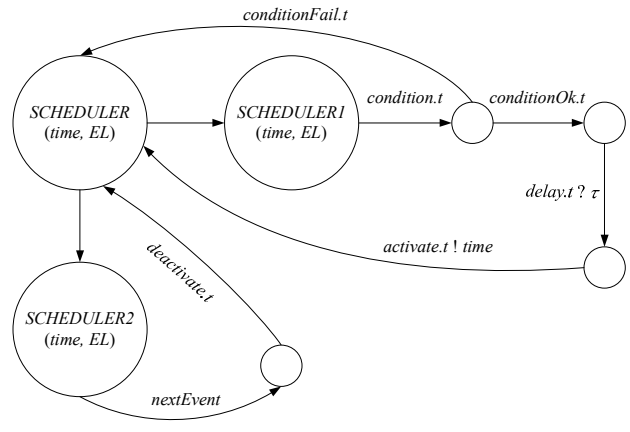 conditionFail.t
SCHEDULER
(time, EL)
SCHEDULER1
(time, EL)
condition.t
conditionOk.t
delay.t ? τ
activate.t ! time
deactivate.t
SCHEDULER2
(time, EL)
nextEvent